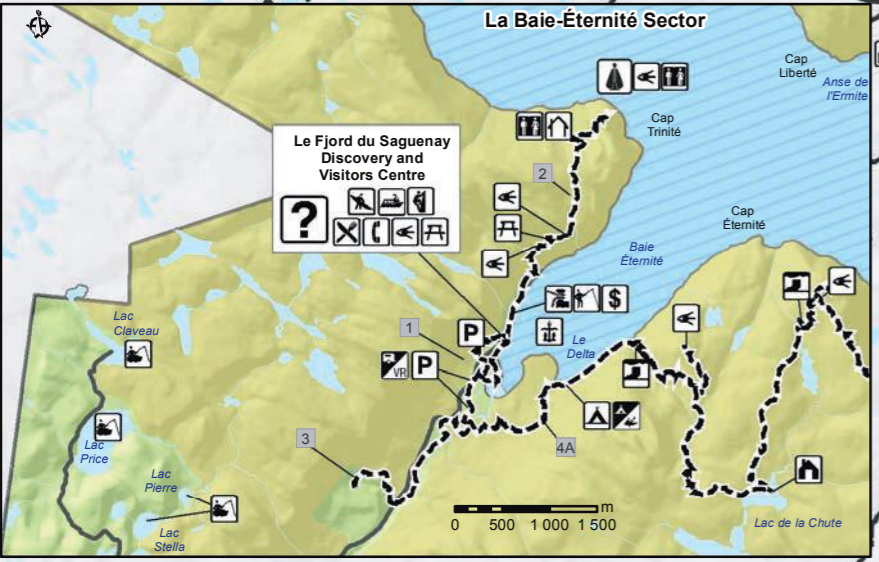 La Baie-Éternité Sector
Cap
Liberté
Anse de
l'Ermite
Cap
Trinité
Le Fjord du Saguenay
Discovery and
Visitors Centre
?
2
Cap
Éternité
Baie
Éternité
$
Lac
Claveau
1
P
Le
Delta
VR
P
Lac
Price
3
4A
Lac
Pierre
m
0 500 1 000 1 500
Lac
Stella
Lac de la Chute